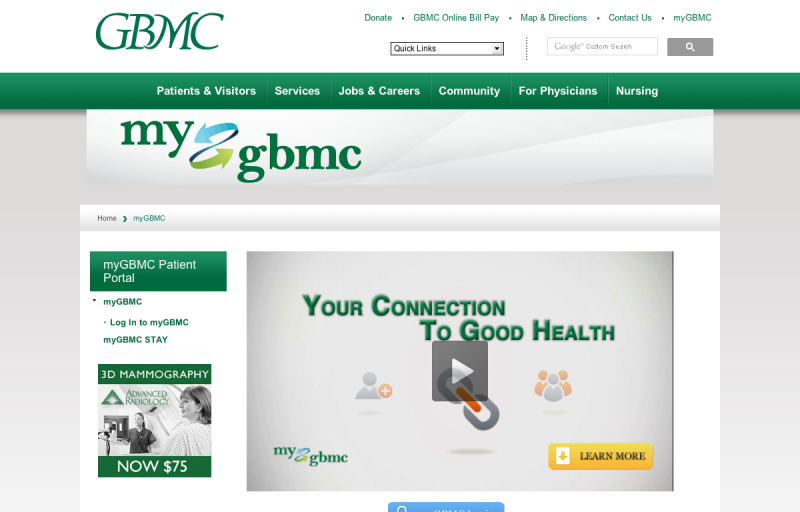 GBMC
Donate • GBMC Online Bill Pay • Map & Directions • Contact Us • myGBMC
Quick Links
Google™ Custom Search
Patients & Visitors
Services
Jobs & Careers
Community
For Physicians
Nursing
my gbmc
Home
myGBMC
myGBMC Patient
Portal
myGBMC
· Log In to myGBMC
myGBMC STAY
3D MAMMOGRAPHY
ADVANCED
RADIOLOGY
NOW $75
YOUR CONNECTION
TO GOOD HEALTH
my gbmc
LEARN MORE